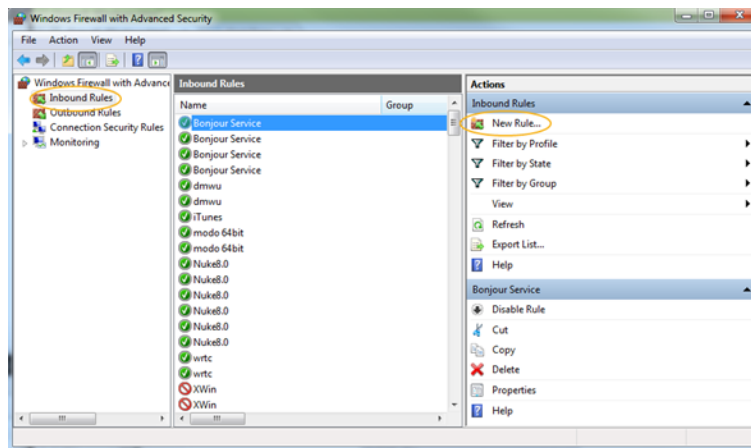 Windows Firewall with Advanced Security
File Action View Help
Windows Firewall with Advance
Inbound Rules
Outbound Rules
Connection Security Rules
Monitoring
Inbound Rules
Name Group
Bonjour Service
Bonjour Service
Bonjour Service
Bonjour Service
dmwu
dmwu
iTunes
modo 64bit
modo 64bit
Nuke8.0
Nuke8.0
Nuke8.0
Nuke8.0
Nuke8.0
Nuke8.0
wrtc
wrtc
XWin
XWin
Actions
Inbound Rules
New Rule...
Filter by Profile
Filter by State
Filter by Group
View
Refresh
Export List...
Help
Bonjour Service
Disable Rule
Cut
Copy
Delete
Properties
Help